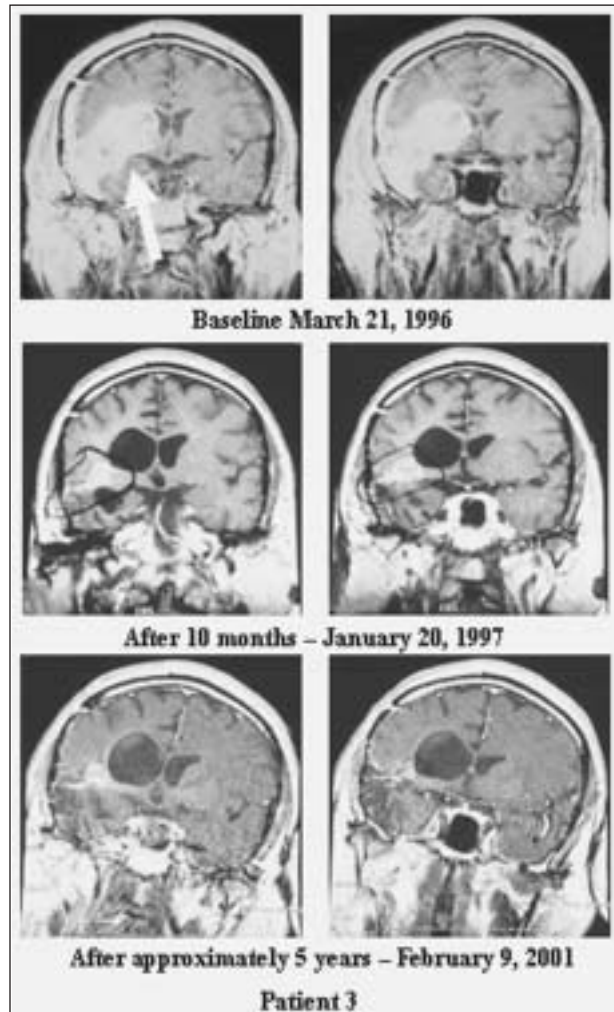 Baseline March 21, 1996
After 10 months – January 20, 1997
After approximately 5 years – February 9, 2001
Patient 3